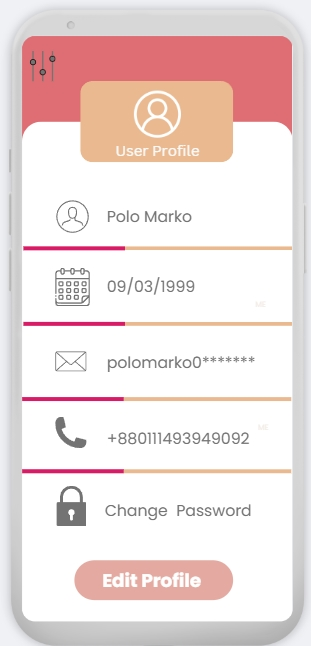 User Profile
Polo Marko
09/03/1999
polomarko0*******
+880111493949092
Change Password
Edit Profile